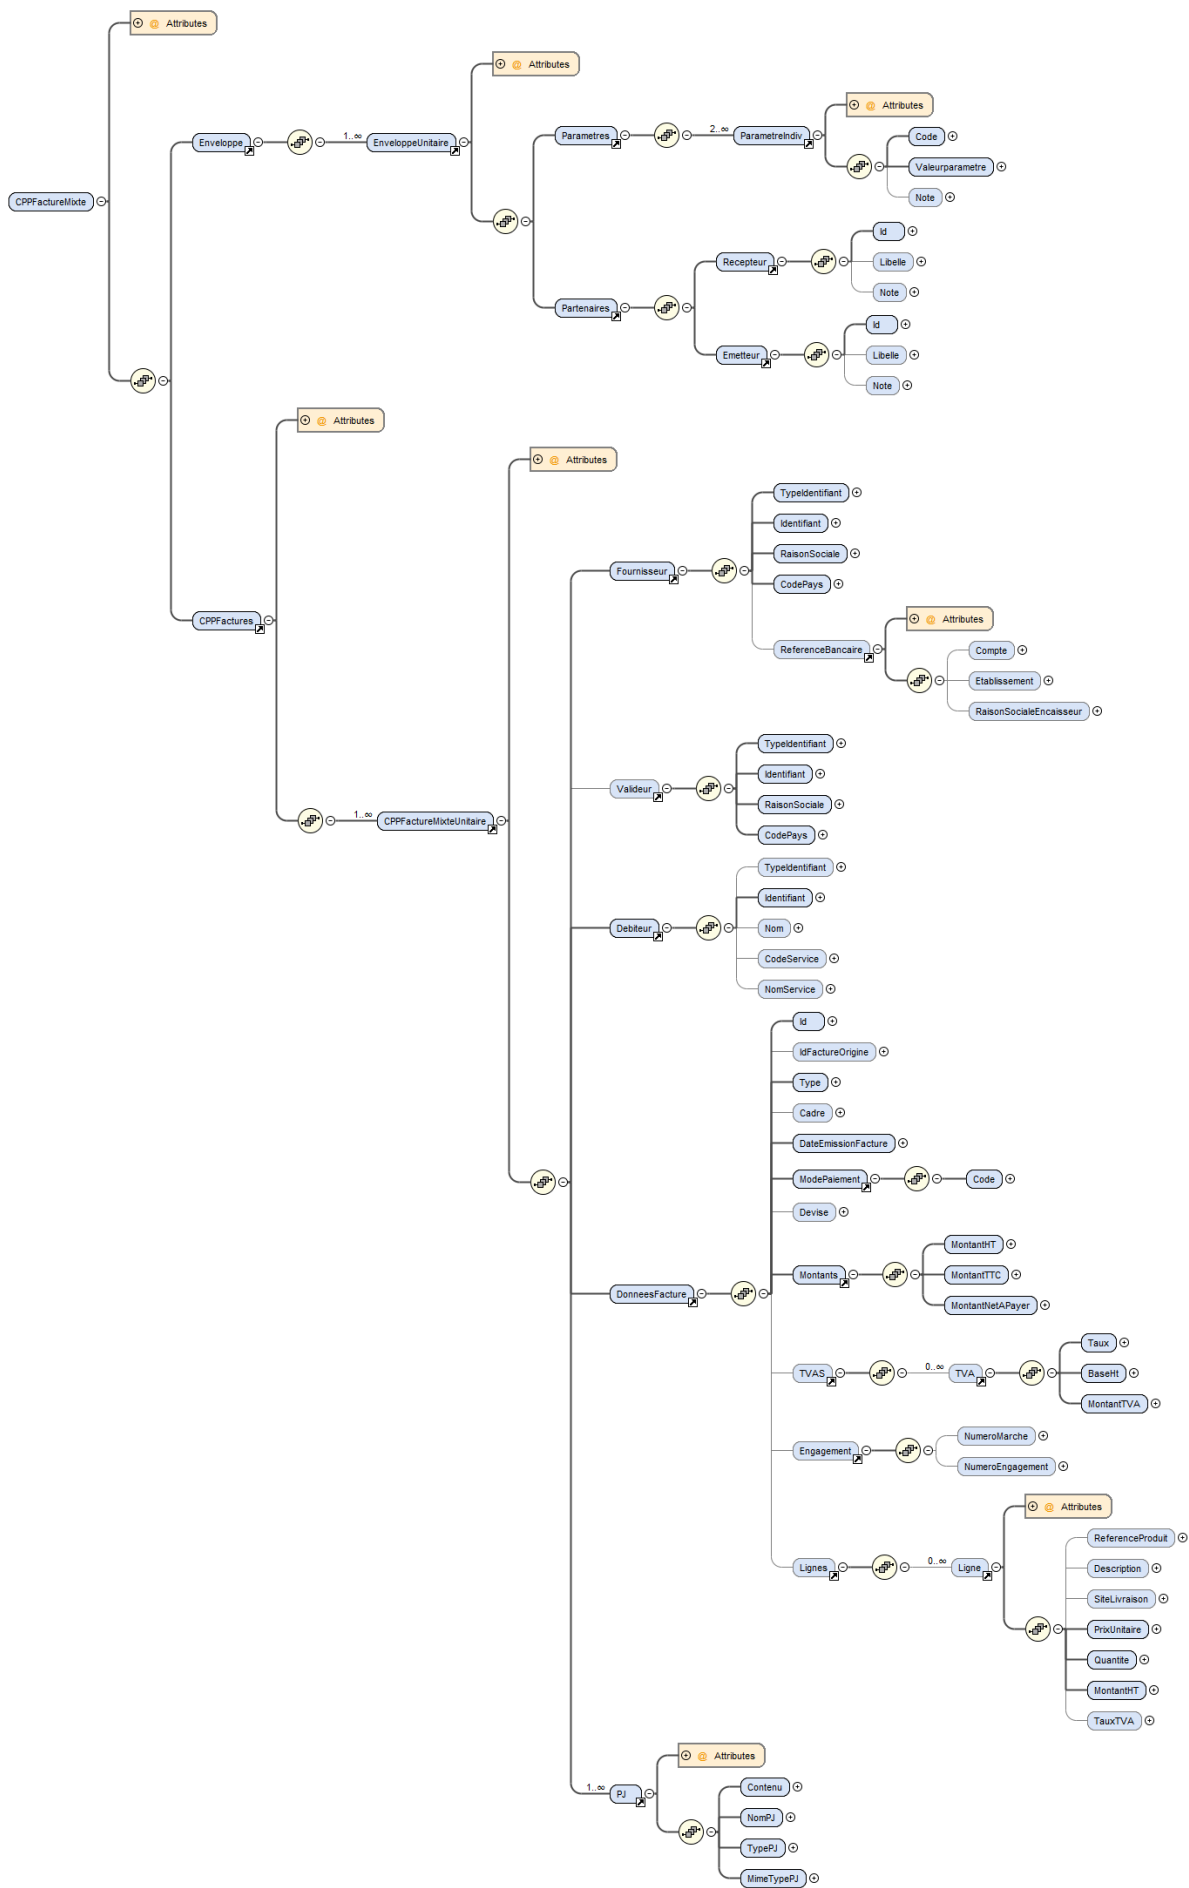 @ Attributes
@ Attributes
@ Attributes
Enveloppe
1..∞
EnveloppeUnitaire
Parametres
2..∞
ParametreIndiv
Code
Valeurparametre
Note
CPPFactureMixte
Id
Recepteur
Libelle
Note
Partenaires
Id
Emetteur
Libelle
Note
@ Attributes
@ Attributes
TypeIdentifiant
Identifiant
RaisonSociale
Fournisseur
CodePays
CPPFactures
@ Attributes
ReferenceBancaire
Compte
Etablissement
RaisonSocialeEncaisseur
TypeIdentifiant
Identifiant
Valideur
RaisonSociale
1..∞
CPPFactureMixteUnitaire
CodePays
TypeIdentifiant
Identifiant
Debiteur
Nom
CodeService
NomService
Id
IdFactureOrigine
Type
Cadre
DateEmissionFacture
ModePaiement
Code
Devise
MontantHT
Montants
MontantTTC
DonneesFacture
MontantNetAPayer
Taux
TVAS
0..∞
TVA
BaseHt
MontantTVA
NumeroMarche
Engagement
NumeroEngagement
@ Attributes
ReferenceProduit
Lignes
0..∞
Ligne
Description
SiteLivraison
PrixUnitaire
Quantite
MontantHT
TauxTVA
@ Attributes
1..∞
PJ
Contenu
NomPJ
TypePJ
MimeTypePJ